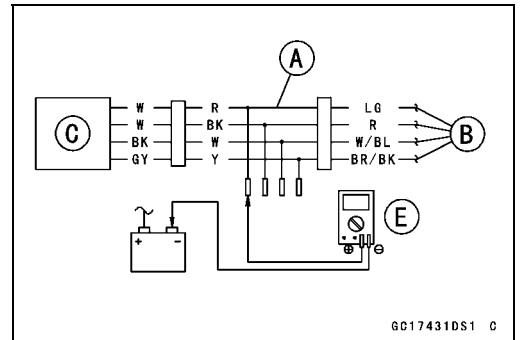 A
W R LG
W BK R
BK W W/BL
GY Y BR/BK
C
B
E
+ -
⊕ ⊖
GC17431DS1 C